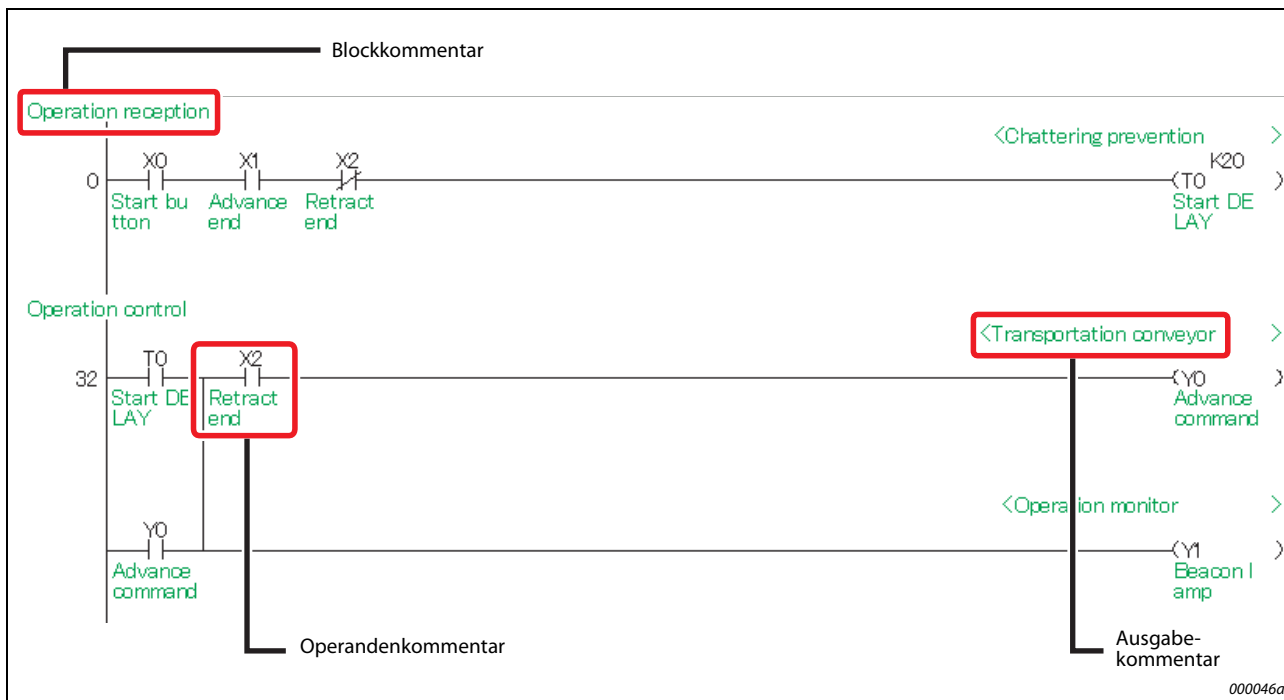 Blockkommentar
Operation reception
<Chattering prevention >
X0 X1 X2 K20
0 (T0 )
Start bu Advance Retract Start DE
tton end end LAY
Operation control
<Transportation conveyor >
T0 X2
32 (Y0 )
Start DE Retract Advance
LAY end command
<Operation monitor >
Y0
(Y1 )
Advance Beacon l
command amp
Operandenkommentar
Ausgabe-
kommentar
000046a